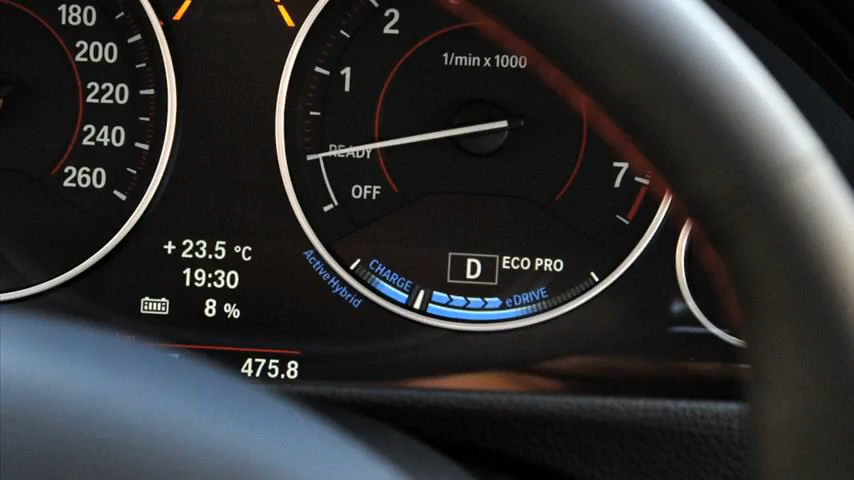 180
200
220
240
260
2
1/min x 1000
1
READY
OFF
7
+ 23.5 °C
19:30
8 %
475.8
ActiveHybrid
CHARGE
D
ECO PRO
eDRIVE